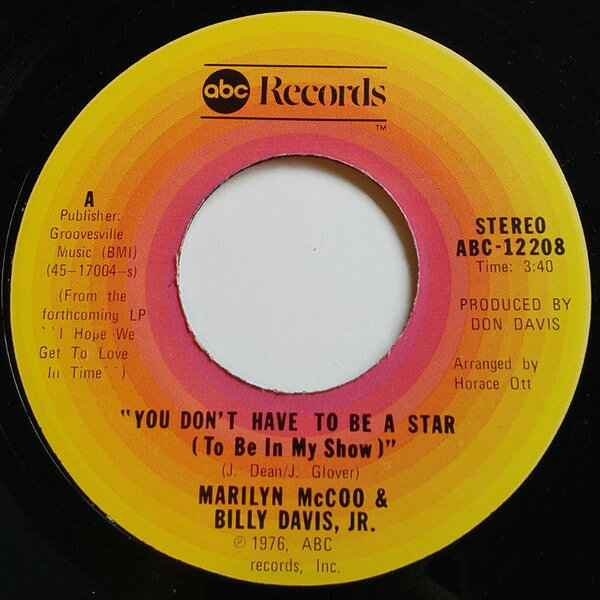 abc Records
™
A
Publisher:
Groovesville
Music (BMI)
(45-17004-s)
(From the
forthcoming LP
``I Hope We
Get To Love
In Time´´)
STEREO
ABC-12208
Time: 3:40
PRODUCED BY
DON DAVIS
Arranged by
Horace Ott
"YOU DON'T HAVE TO BE A STAR
(To Be In My Show)"
(J. Dean/J. Glover)
MARILYN McCOO &
BILLY DAVIS, JR.
℗ 1976, ABC
records, Inc.